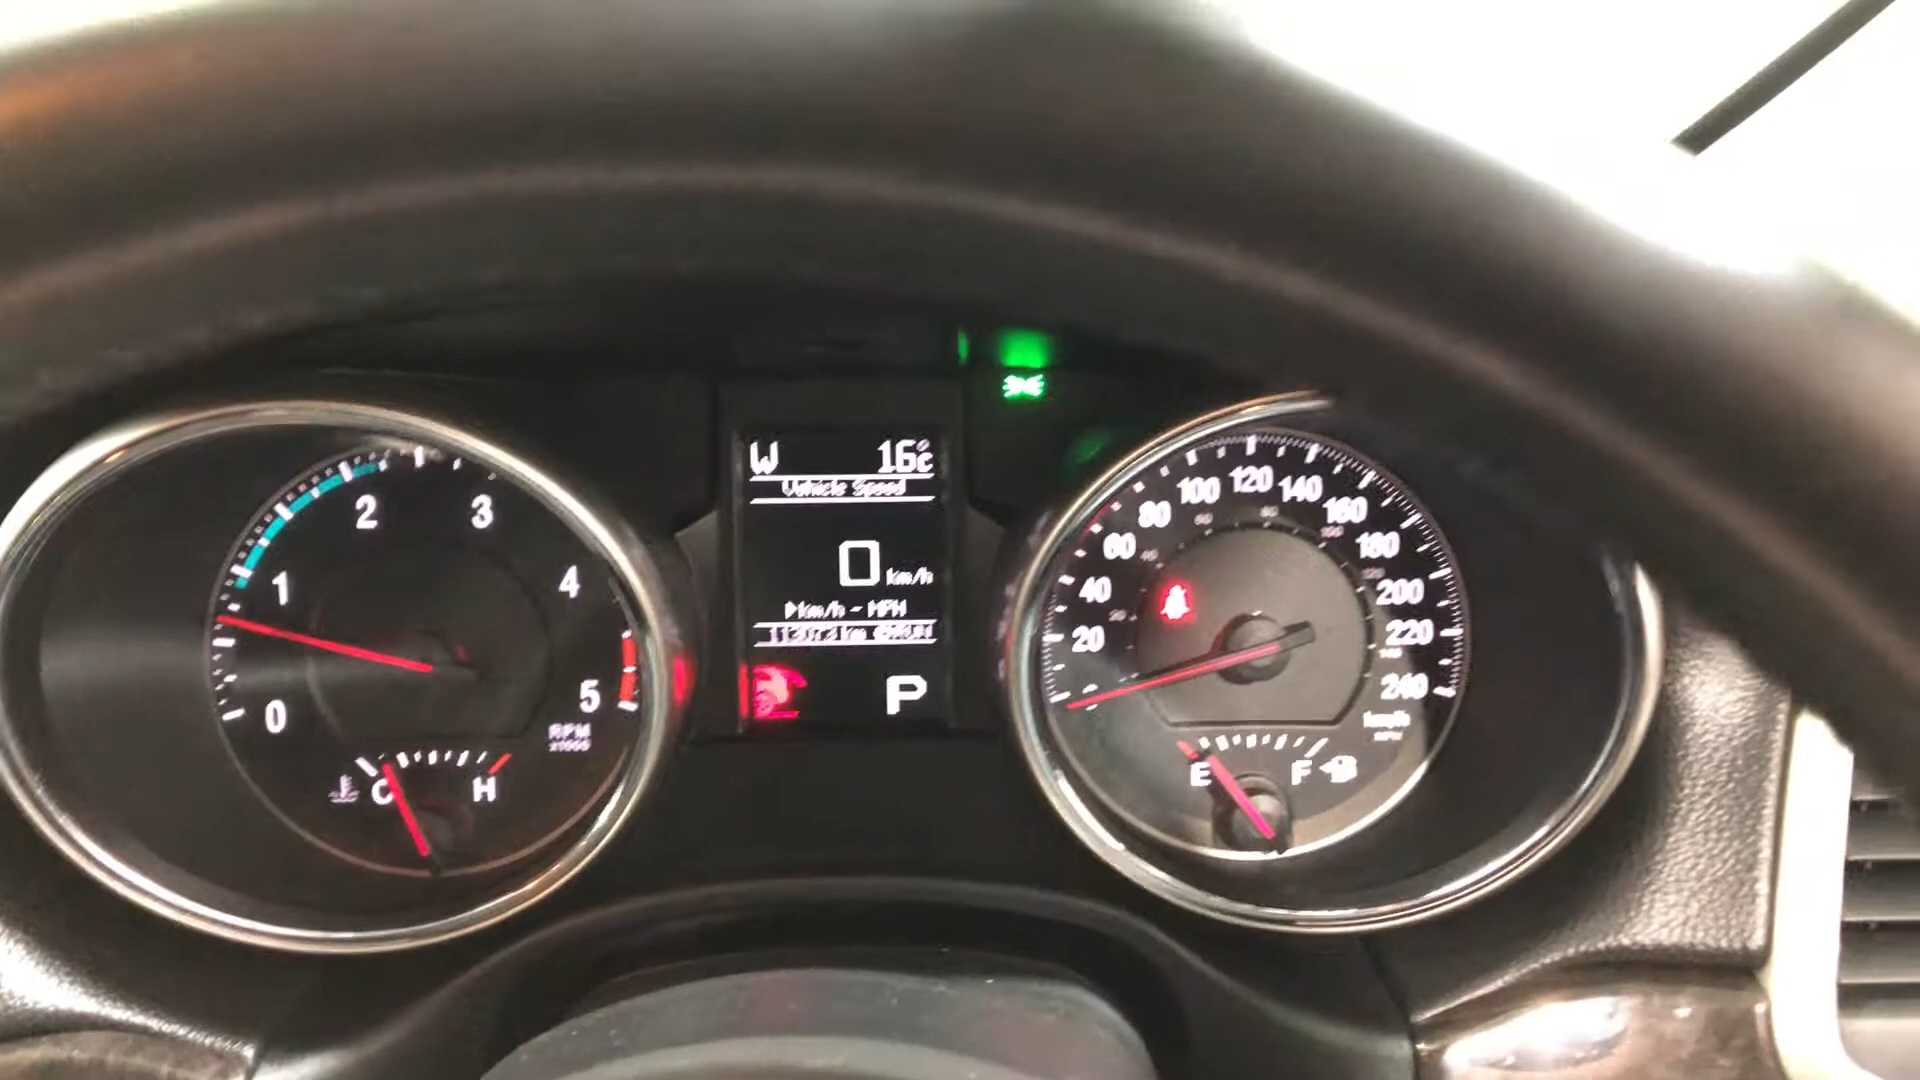 W 16°C
Vehicle Speed
0 km/h
▶km/h - MPH
P
0 1 2 3 4 5
RPM
C H
20 40 60 80 100 120 140 160 180 200 220 240
km/h
MPH
E F